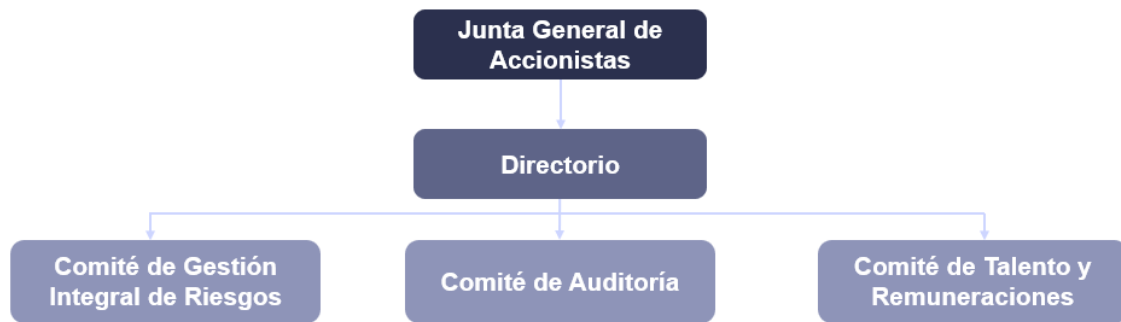 Junta General de
Accionistas
Directorio
Comité de Gestión
Integral de Riesgos
Comité de Auditoría
Comité de Talento y
Remuneraciones